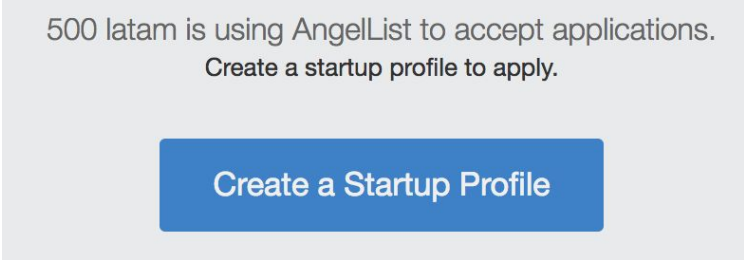 500 latam is using AngelList to accept applications.
Create a startup profile to apply.
Create a Startup Profile